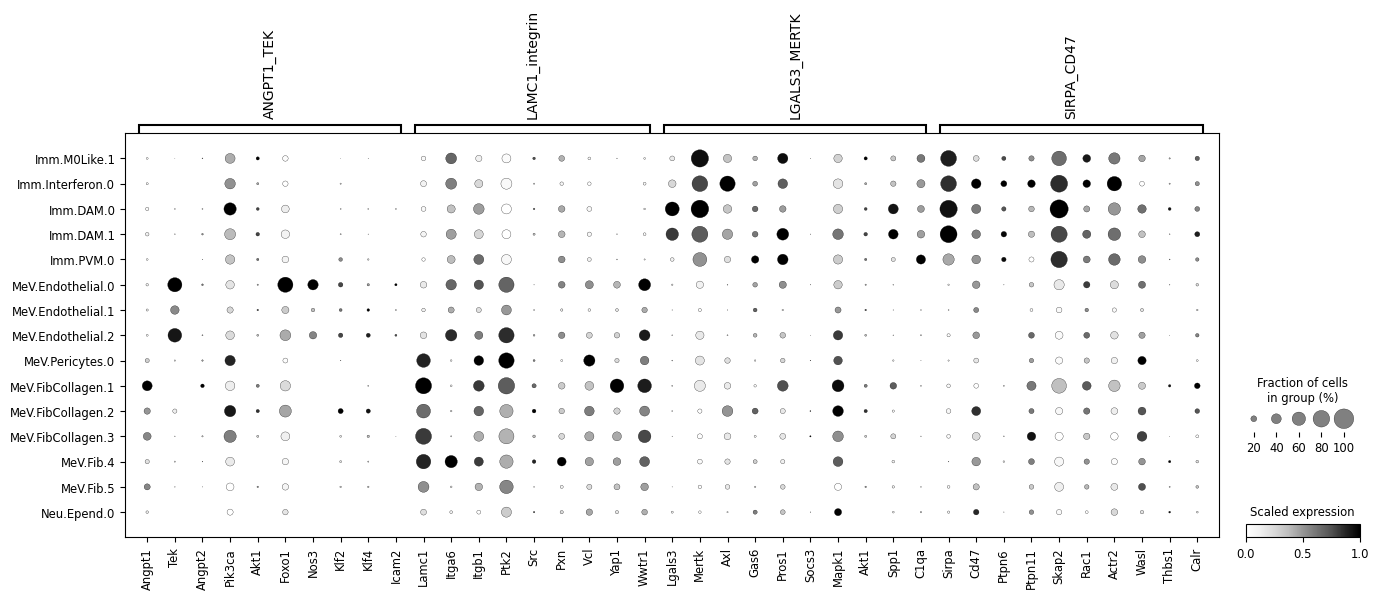 ANGPT1_TEK
LAMC1_integrin
LGALS3_MERTK
SIRPA_CD47
Imm.M0Like.1
Imm.Interferon.0
Imm.DAM.0
Imm.DAM.1
Imm.PVM.0
MeV.Endothelial.0
MeV.Endothelial.1
MeV.Endothelial.2
MeV.Pericytes.0
MeV.FibCollagen.1
MeV.FibCollagen.2
MeV.FibCollagen.3
MeV.Fib.4
MeV.Fib.5
Neu.Epend.0
Angpt1
Tek
Angpt2
Pik3ca
Akt1
Foxo1
Nos3
Klf2
Klf4
Icam2
Lamc1
Itga6
Itgb1
Ptk2
Src
Pxn
Vcl
Yap1
Wwtr1
Lgals3
Mertk
Axl
Gas6
Pros1
Socs3
Mapk1
Akt1
Spp1
C1qa
Sirpa
Cd47
Ptpn6
Ptpn11
Skap2
Rac1
Actr2
Wasl
Thbs1
Calr
Fraction of cells
in group (%)
20 40 60 80 100
Scaled expression
0.0 0.5 1.0